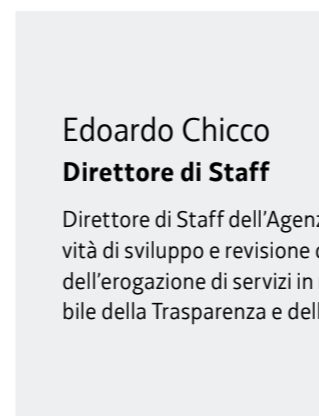 Edoardo Chicco
Direttore di Staff
Direttore di Staff dell'Agenz
vità di sviluppo e revisione
dell'erogazione di servizi in
bile della Trasparenza e dell